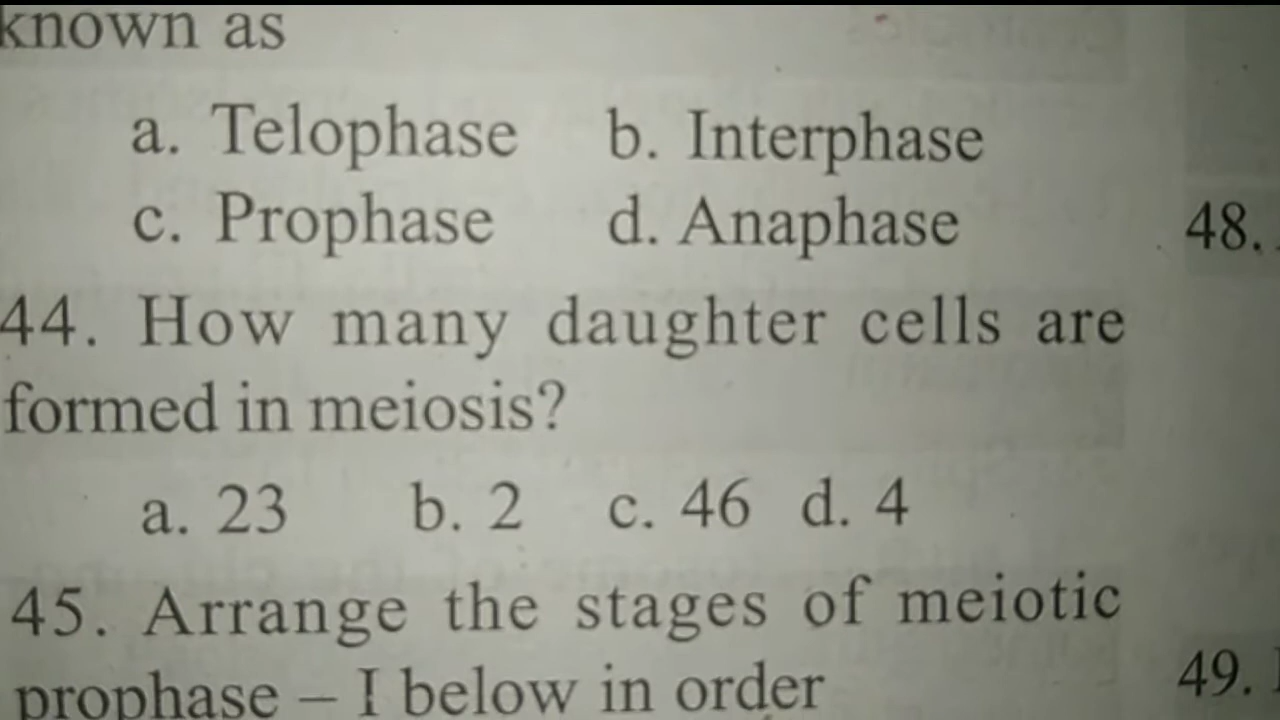 known as
a. Telophase b. Interphase
c. Prophase d. Anaphase
44. How many daughter cells are
formed in meiosis?
a. 23 b. 2 c. 46 d. 4
45. Arrange the stages of meiotic
prophase – I below in order
48.
49.